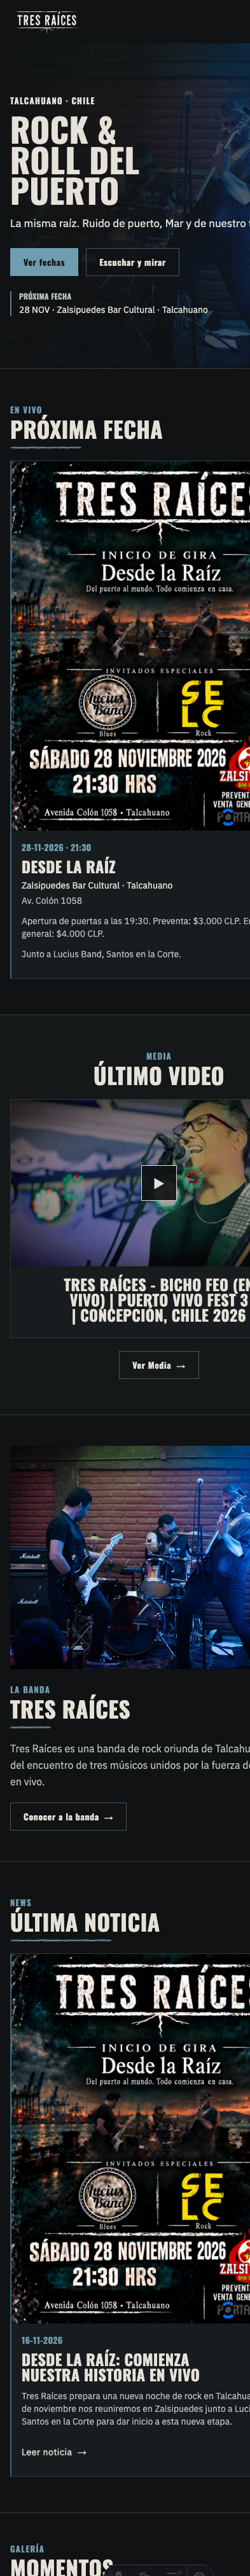 TRES RAÍCES
TALCAHUANO · CHILE
ROCK &
ROLL DEL
PUERTO
La misma raíz. Ruido de puerto, Mar y de nuestro
Ver fechas
Escuchar y mirar
PRÓXIMA FECHA
28 NOV · Zalsipuedes Bar Cultural · Talcahuano
EN VIVO
PRÓXIMA FECHA
TRES RAÍCES
INICIO DE GIRA
Desde la Raíz
Del puerto al mundo. Todo comienza en casa.
INVITADOS ESPECIALES
Lucius Band
Blues
SELC
Rock
SÁBADO 28 NOVIEMBRE 2026
21:30 HRS
ZALSI
PREVENT
VENTA GENER
PORTA
Avenida Colón 1058 • Talcahuano
28-11-2026 · 21:30
DESDE LA RAÍZ
Zalsipuedes Bar Cultural · Talcahuano
Av. Colón 1058
Apertura de puertas a las 19:30. Preventa: $3.000 CLP. En
general: $4.000 CLP.
Junto a Lucius Band, Santos en la Corte.
MEDIA
ÚLTIMO VIDEO
TRES RAÍCES - BICHO FEO (EN
VIVO) | PUERTO VIVO FEST 3
| CONCEPCIÓN, CHILE 2026
Ver Media →
Marshall
Marshall
LA BANDA
TRES RAÍCES
Tres Raíces es una banda de rock oriunda de Talcahu
del encuentro de tres músicos unidos por la fuerza d
en vivo.
Conocer a la banda →
NEWS
ÚLTIMA NOTICIA
TRES RAÍCES
INICIO DE GIRA
Desde la Raíz
Del puerto al mundo. Todo comienza en casa.
INVITADOS ESPECIALES
Lucius Band
Blues
SELC
Rock
SÁBADO 28 NOVIEMBRE 2026
21:30 HRS
ZALSI
PREVENT
VENTA GENER
PORTA
Avenida Colón 1058 • Talcahuano
16-11-2026
DESDE LA RAÍZ: COMIENZA
NUESTRA HISTORIA EN VIVO
Tres Raíces prepara una nueva noche de rock en Talcahua
de noviembre nos reuniremos en Zalsipuedes junto a Luci
Santos en la Corte para dar inicio a esta nueva etapa.
Leer noticia →
GALERÍA
MOMENTOS